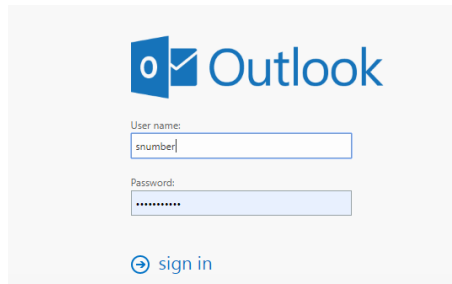 Outlook
User name:
snumber
Password:
•••••••••••
sign in